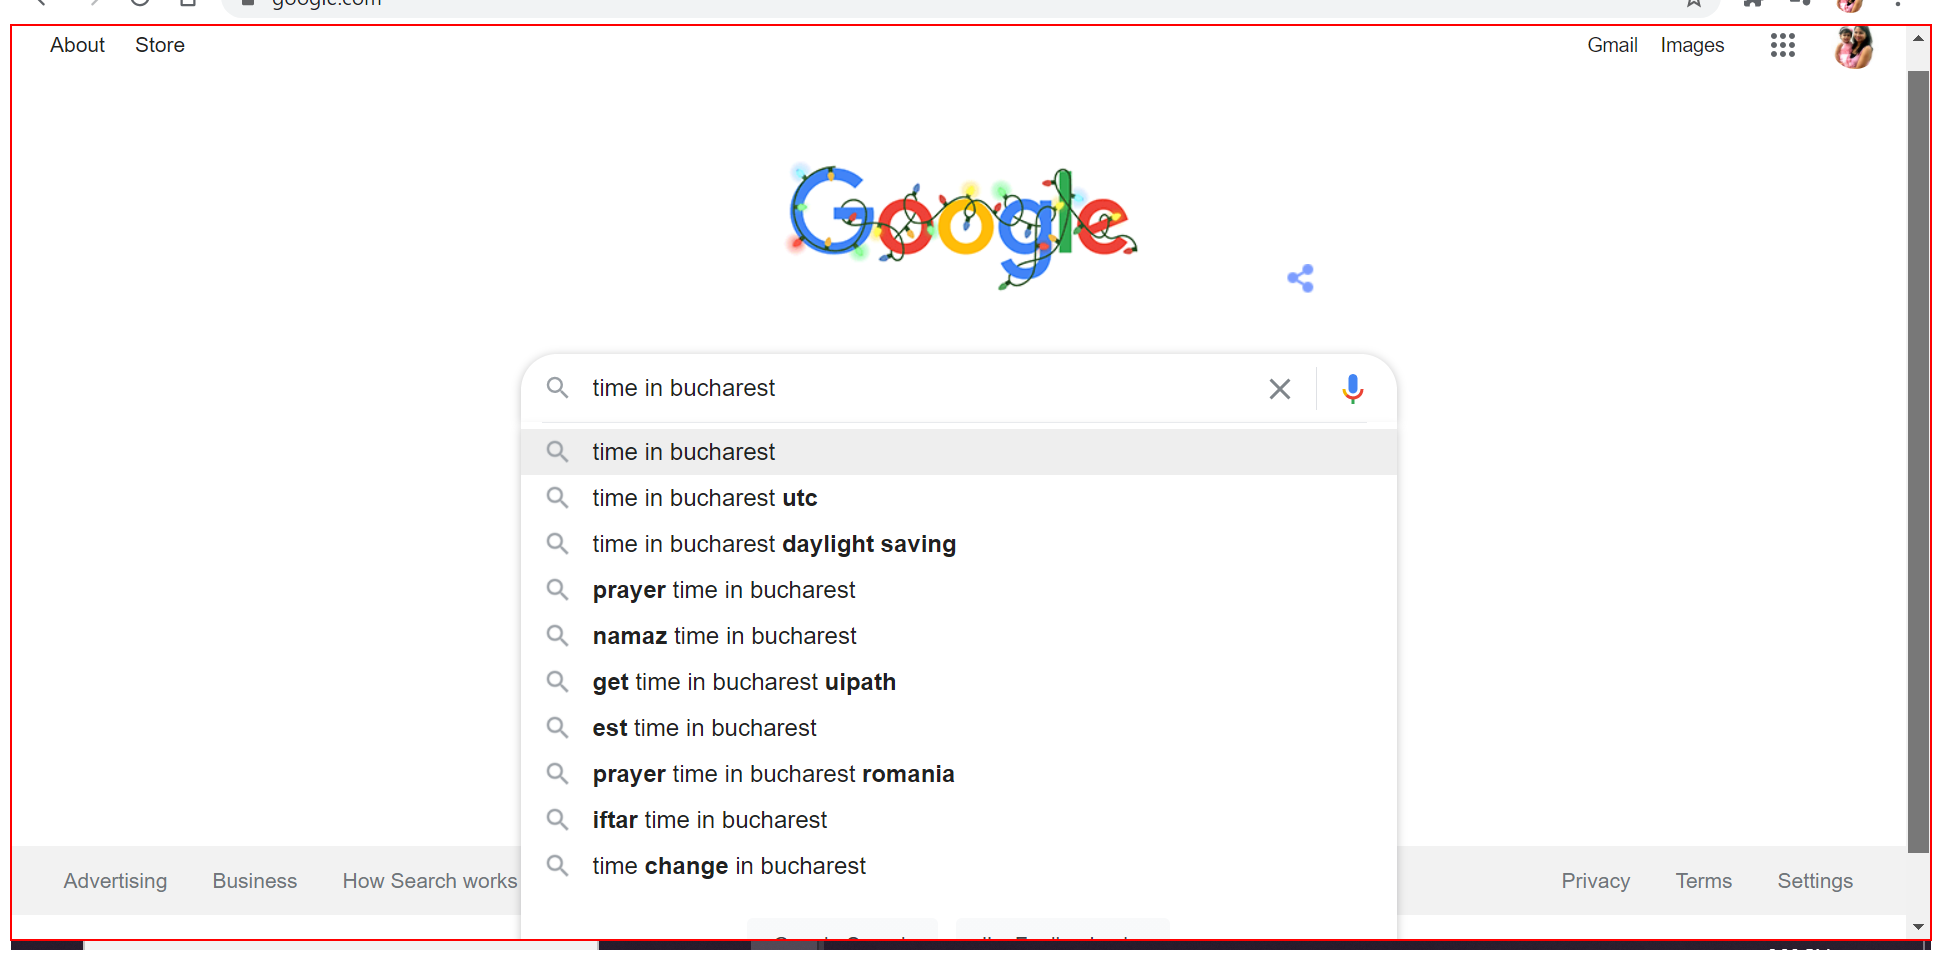 google.com
About Store Gmail Images
Google
time in bucharest
time in bucharest
time in bucharest utc
time in bucharest daylight saving
prayer time in bucharest
namaz time in bucharest
get time in bucharest uipath
est time in bucharest
prayer time in bucharest romania
iftar time in bucharest
time change in bucharest
Advertising Business How Search works Privacy Terms Settings